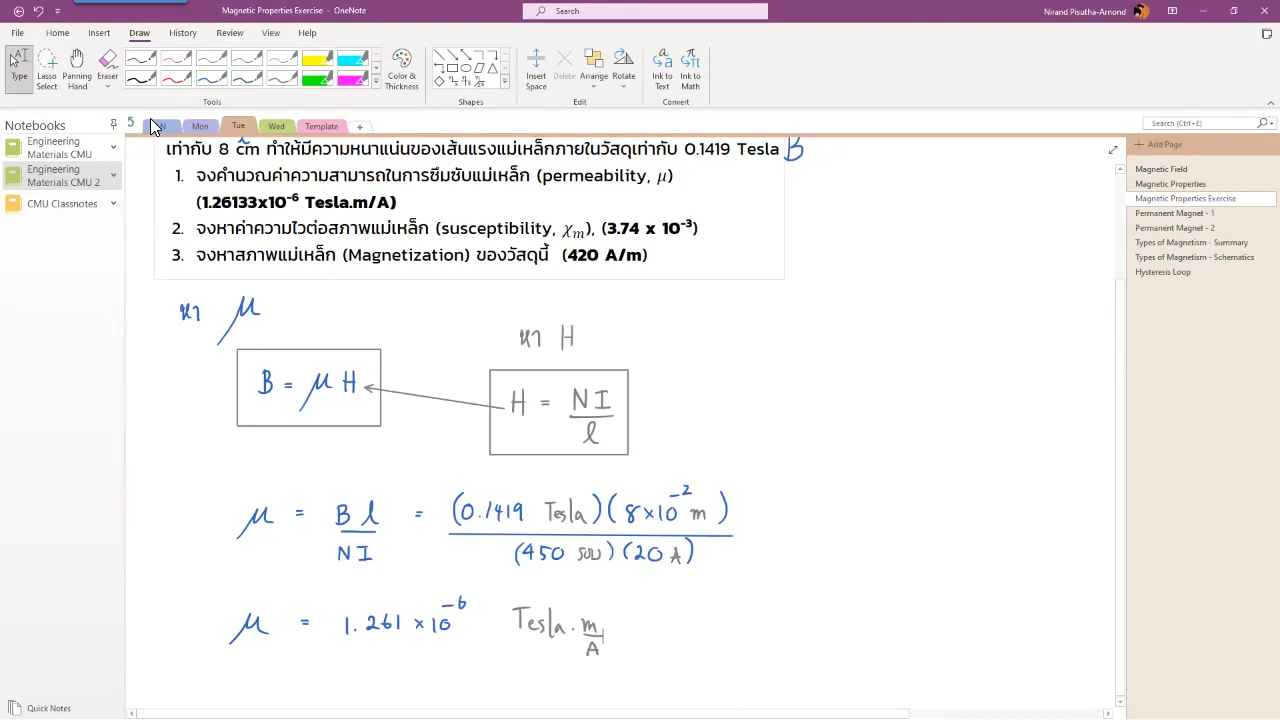 Magnetic Properties Exercise - OneNote
Search
Nirand Pisutha-Arnond
File Home Insert Draw History Review View Help
Type
Lasso Select
Panning Hand
Eraser
Color & Thickness
Insert Space
Delete
Arrange
Rotate
Ink to Text
Ink to Math
Tools
Shapes
Edit
Convert
Notebooks
Engineering Materials CMU
Engineering Materials CMU 2
CMU Classnotes
Quick Notes
5
Mon
Tue
Wed
Template
Search (Ctrl+E)
Add Page
Magnetic Field
Magnetic Properties
Magnetic Properties Exercise
Permanent Magnet - 1
Permanent Magnet - 2
Types of Magnetism - Summary
Types of Magnetism - Schematics
Hysteresis Loop
เท่ากับ 8 cm ทำให้มีความหนาแน่นของเส้นแรงแม่เหล็กภายในวัสดุเท่ากับ 0.1419 Tesla B
1. จงคำนวณค่าความสามารถในการซึมซับแม่เหล็ก (permeability, μ)
(1.26133x10⁻⁶ Tesla.m/A)
2. จงหาค่าความไวต่อสภาพแม่เหล็ก (susceptibility, χₘ), (3.74 x 10⁻³)
3. จงหาสภาพแม่เหล็ก (Magnetization) ของวัสดุนี้ (420 A/m)
หา μ
หา H
B = μ H
H = NI / l
μ = B l / NI = (0.1419 Tesla)(8×10⁻² m) / (450 รอบ)(20 A)
μ = 1.261 ×10⁻⁶ Tesla . m/A